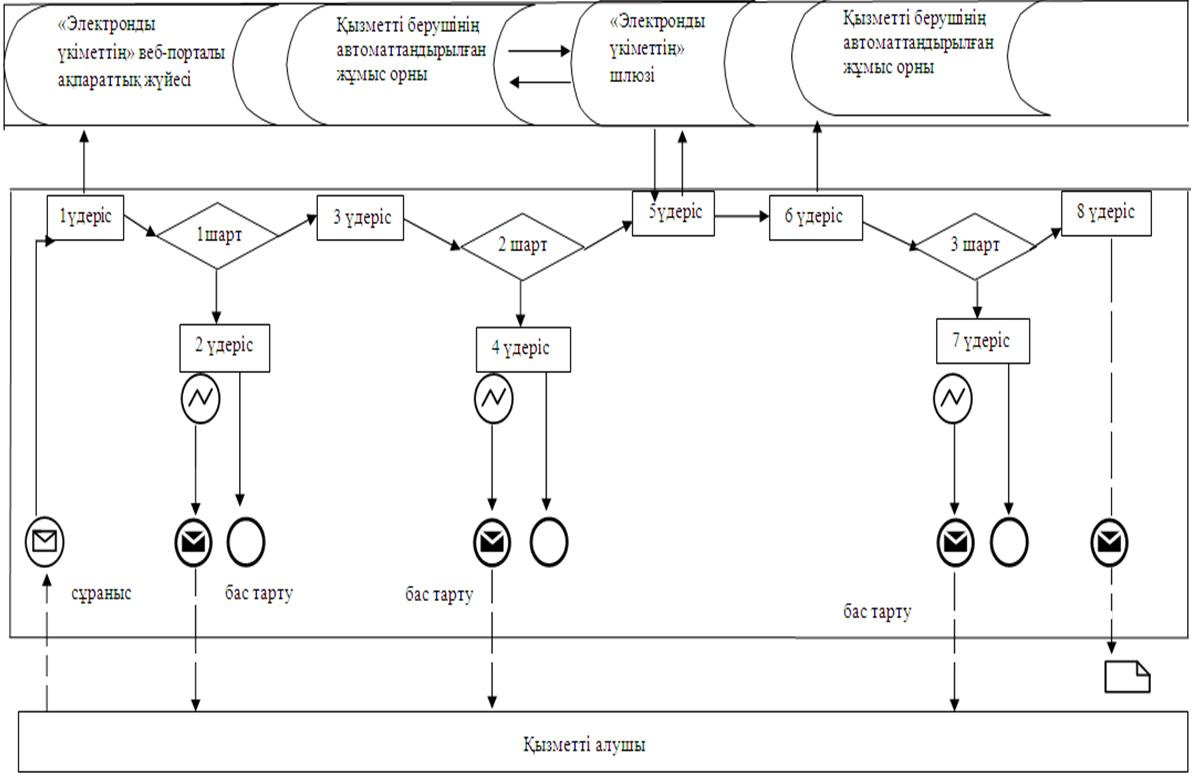 «Электронды
үкіметтің» веб-порталы
ақпараттық жүйесі
Қызметті берушінің
автоматтандырылған
жұмыс орны
«Электронды
үкіметтің»
шлюзі
Қызметті берушінің
автоматтандырылған
жұмыс орны
1үдеріс
1шарт
3 үдеріс
2 шарт
5үдеріс
6 үдеріс
3 шарт
8 үдеріс
2 үдеріс
4 үдеріс
7 үдеріс
сұраныс
бас тарту
бас тарту
бас тарту
Қызметті алушы